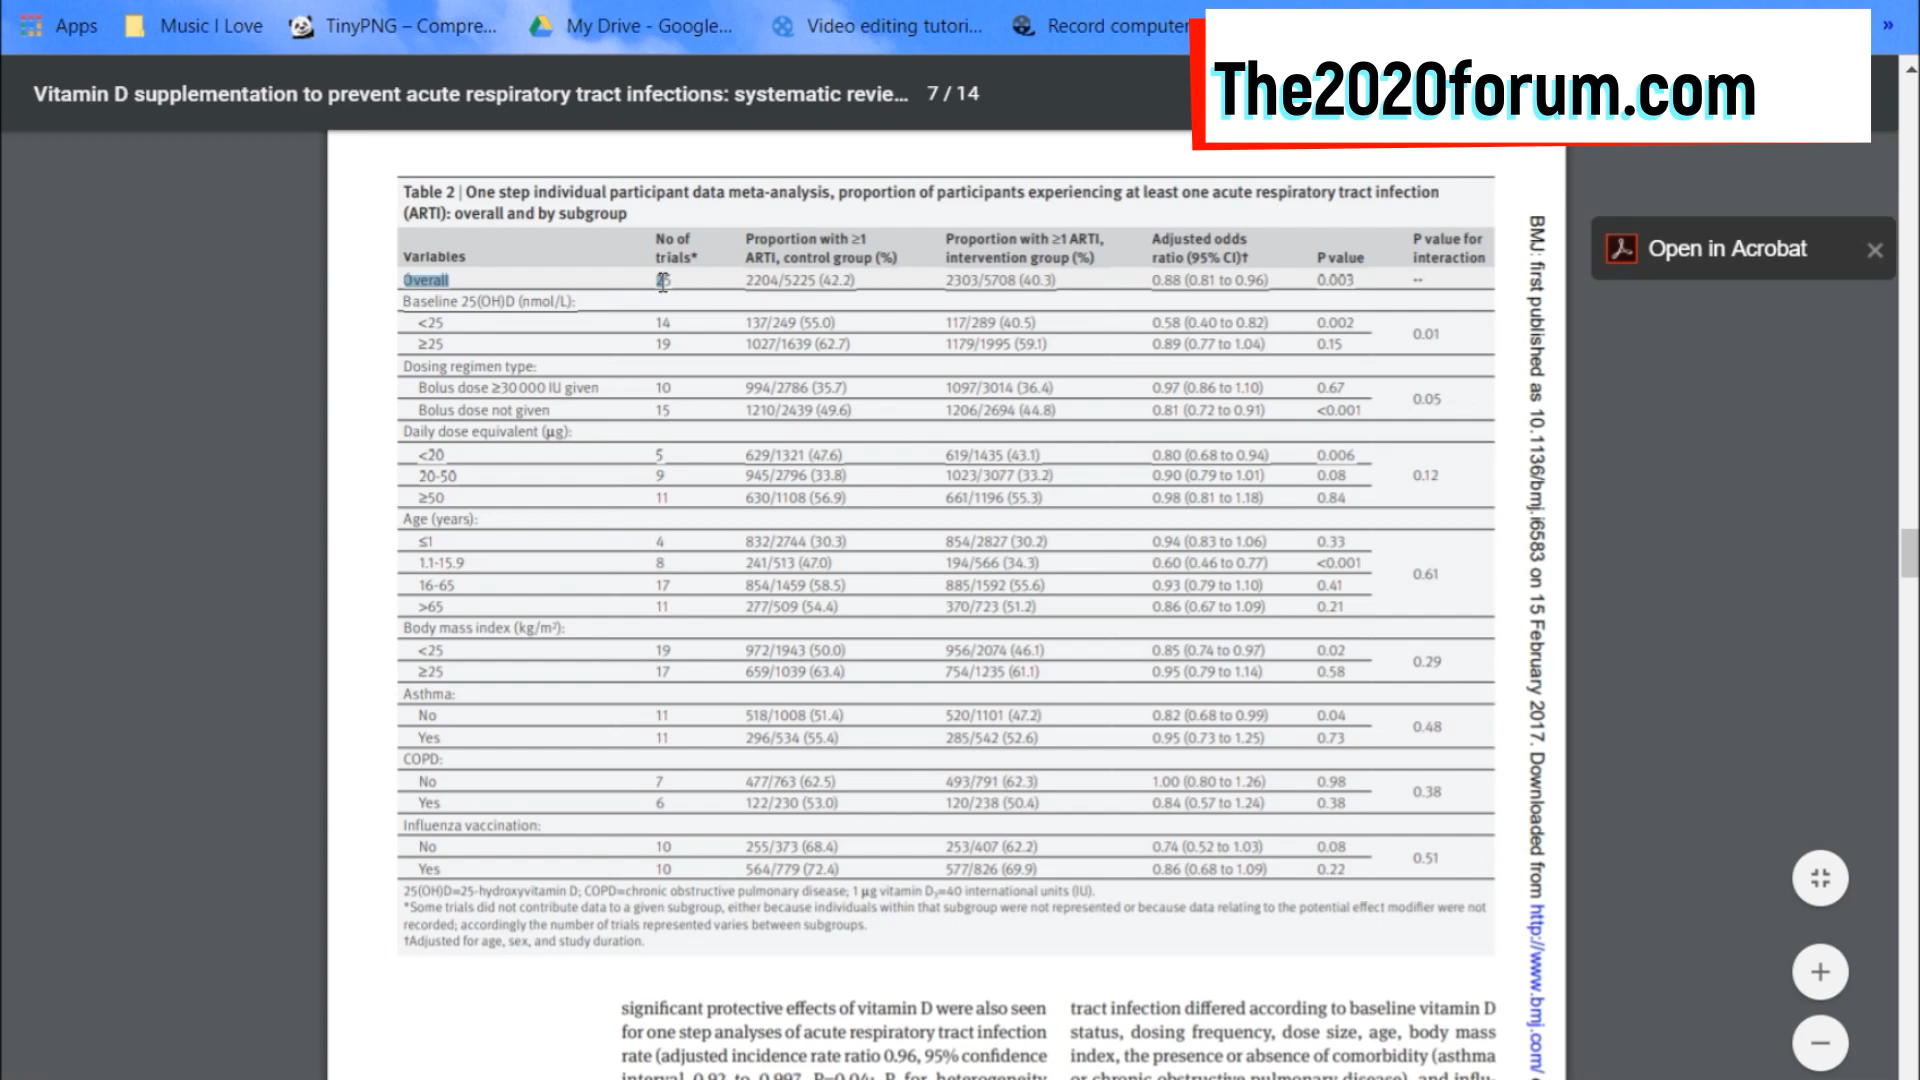 Apps Music I Love TinyPNG – Compre... My Drive - Google... Video editing tutori... Record computer »
The2020forum.com
Vitamin D supplementation to prevent acute respiratory tract infections: systematic revie... 7 / 14
Open in Acrobat ×
Table 2 | One step individual participant data meta-analysis, proportion of participants experiencing at least one acute respiratory tract infection
(ARTI): overall and by subgroup
Variables No of trials* Proportion with ≥1 ARTI, control group (%) Proportion with ≥1 ARTI, intervention group (%) Adjusted odds ratio (95% CI)† P value P value for interaction
Overall 25 2204/5225 (42.2) 2303/5708 (40.3) 0.88 (0.81 to 0.96) 0.003 --
Baseline 25(OH)D (nmol/L):
<25 14 137/249 (55.0) 117/289 (40.5) 0.58 (0.40 to 0.82) 0.002 0.01
≥25 19 1027/1639 (62.7) 1179/1995 (59.1) 0.89 (0.77 to 1.04) 0.15
Dosing regimen type:
Bolus dose ≥30 000 IU given 10 994/2786 (35.7) 1097/3014 (36.4) 0.97 (0.86 to 1.10) 0.67 0.05
Bolus dose not given 15 1210/2439 (49.6) 1206/2694 (44.8) 0.81 (0.72 to 0.91) <0.001
Daily dose equivalent (μg):
<20 5 629/1321 (47.6) 619/1435 (43.1) 0.80 (0.68 to 0.94) 0.006 0.12
20-50 9 945/2796 (33.8) 1023/3077 (33.2) 0.90 (0.79 to 1.01) 0.08
≥50 11 630/1108 (56.9) 661/1196 (55.3) 0.98 (0.81 to 1.18) 0.84
Age (years):
≤1 4 832/2744 (30.3) 854/2827 (30.2) 0.94 (0.83 to 1.06) 0.33 0.61
1.1-15.9 8 241/513 (47.0) 194/566 (34.3) 0.60 (0.46 to 0.77) <0.001
16-65 17 854/1459 (58.5) 885/1592 (55.6) 0.93 (0.79 to 1.10) 0.41
>65 11 277/509 (54.4) 370/723 (51.2) 0.86 (0.67 to 1.09) 0.21
Body mass index (kg/m²):
<25 19 972/1943 (50.0) 956/2074 (46.1) 0.85 (0.74 to 0.97) 0.02 0.29
≥25 17 659/1039 (63.4) 754/1235 (61.1) 0.95 (0.79 to 1.14) 0.58
Asthma:
No 11 518/1008 (51.4) 520/1101 (47.2) 0.82 (0.68 to 0.99) 0.04 0.48
Yes 11 296/534 (55.4) 285/542 (52.6) 0.95 (0.73 to 1.25) 0.73
COPD:
No 7 477/763 (62.5) 493/791 (62.3) 1.00 (0.80 to 1.26) 0.98 0.38
Yes 6 122/230 (53.0) 120/238 (50.4) 0.84 (0.57 to 1.24) 0.38
Influenza vaccination:
No 10 255/373 (68.4) 253/407 (62.2) 0.74 (0.52 to 1.03) 0.08 0.51
Yes 10 564/779 (72.4) 577/826 (69.9) 0.86 (0.68 to 1.09) 0.22
25(OH)D=25-hydroxyvitamin D; COPD=chronic obstructive pulmonary disease; 1 μg vitamin D₃=40 international units (IU).
*Some trials did not contribute data to a given subgroup, either because individuals within that subgroup were not represented or because data relating to the potential effect modifier were not
recorded; accordingly the number of trials represented varies between subgroups.
†Adjusted for age, sex, and study duration.
significant protective effects of vitamin D were also seen
for one step analyses of acute respiratory tract infection
rate (adjusted incidence rate ratio 0.96, 95% confidence
interval 0.92 to 0.997, P=0.04; P for heterogeneity
tract infection differed according to baseline vitamin D
status, dosing frequency, dose size, age, body mass
index, the presence or absence of comorbidity (asthma
or chronic obstructive pulmonary disease), and influ-
BMJ: first published as 10.1136/bmj.i6583 on 15 February 2017. Downloaded from http://www.bmj.com/